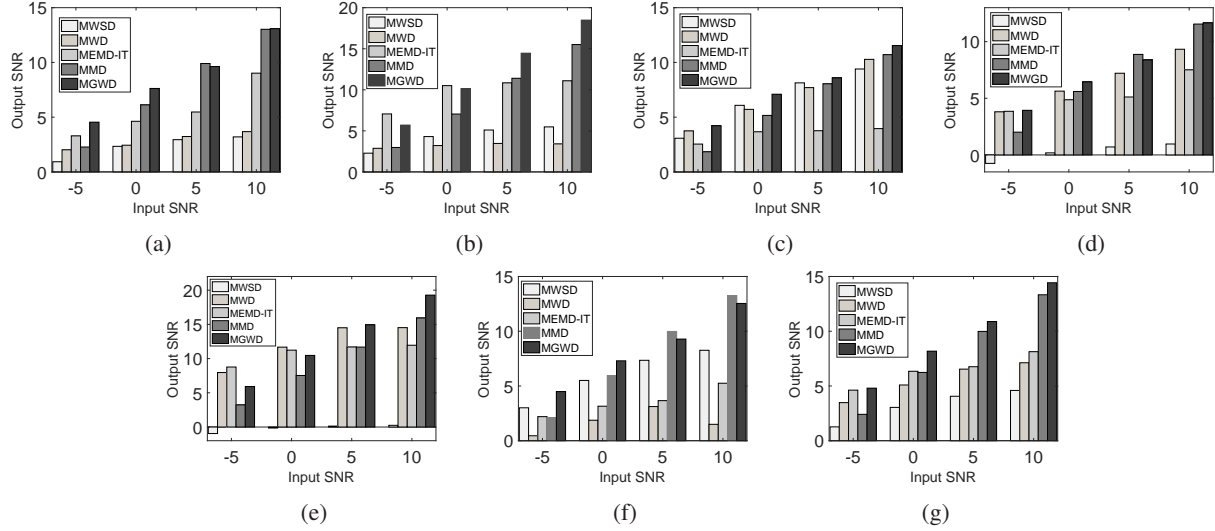 15
10
5
0
Output SNR
MWSD
MWD
MEMD-IT
MMD
MGWD
-5 0 5 10
Input SNR
(a)
20
15
10
5
0
Output SNR
MWSD
MWD
MEMD-IT
MMD
MGWD
-5 0 5 10
Input SNR
(b)
15
10
5
0
Output SNR
MWSD
MWD
MEMD-IT
MMD
MGWD
-5 0 5 10
Input SNR
(c)
10
5
0
Output SNR
MWSD
MWD
MEMD-IT
MMD
MWGD
-5 0 5 10
Input SNR
(d)
20
15
10
5
0
Output SNR
MWSD
MWD
MEMD-IT
MMD
MGWD
-5 0 5 10
Input SNR
(e)
15
10
5
0
Output SNR
MWSD
MWD
MEMD-IT
MMD
MGWD
-5 0 5 10
Input SNR
(f)
15
10
5
0
Output SNR
MWSD
MWD
MEMD-IT
MMD
MGWD
-5 0 5 10
Input SNR
(g)